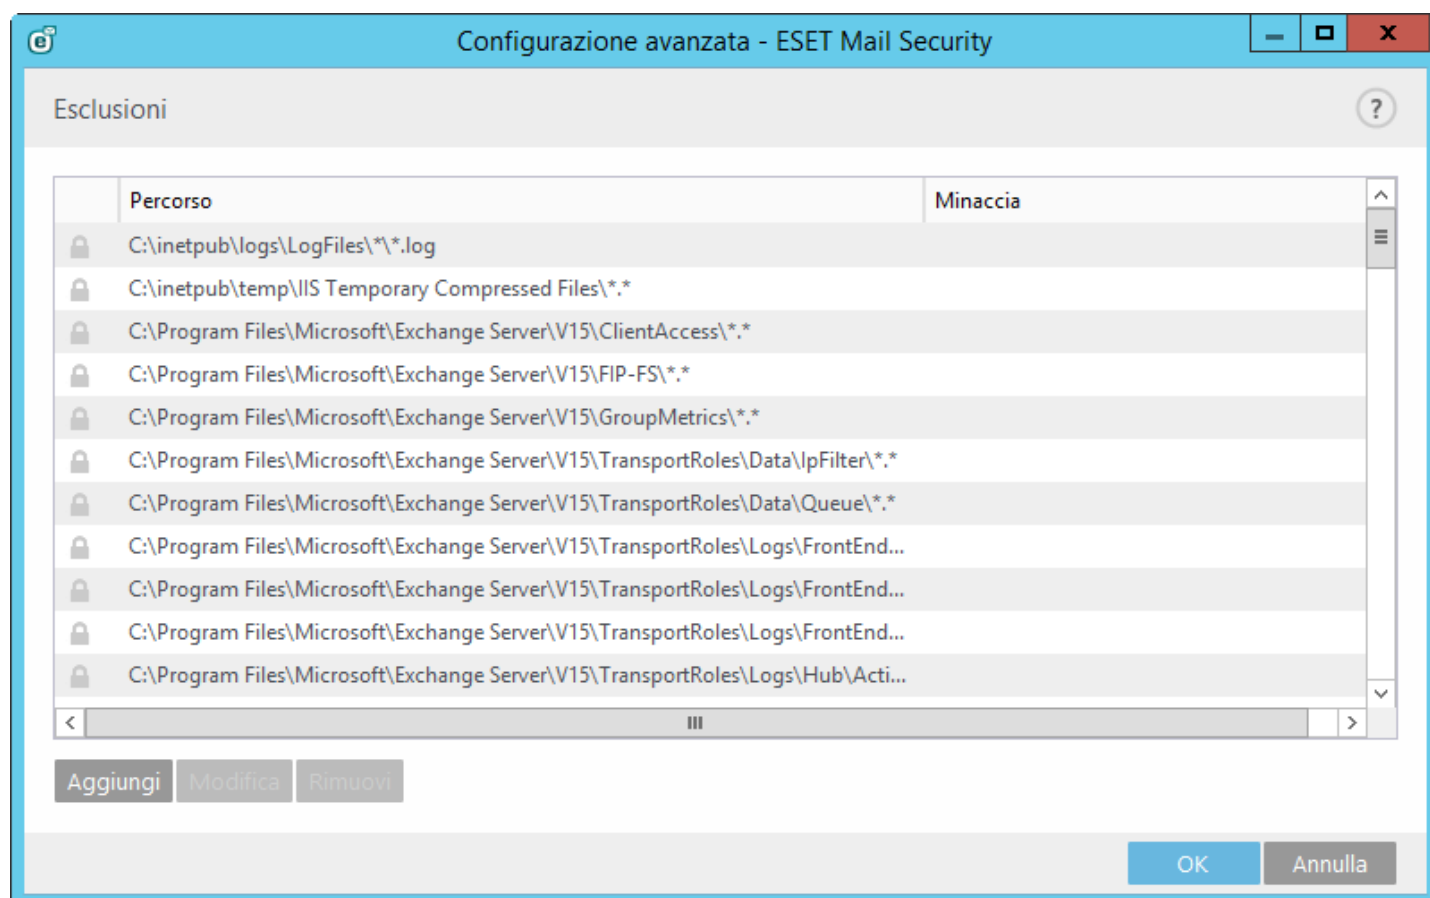 Configurazione avanzata - ESET Mail Security
Esclusioni
?
Percorso Minaccia
C:\inetpub\logs\LogFiles\*\*.log
C:\inetpub\temp\IIS Temporary Compressed Files\*.*
C:\Program Files\Microsoft\Exchange Server\V15\ClientAccess\*.*
C:\Program Files\Microsoft\Exchange Server\V15\FIP-FS\*.*
C:\Program Files\Microsoft\Exchange Server\V15\GroupMetrics\*.*
C:\Program Files\Microsoft\Exchange Server\V15\TransportRoles\Data\IpFilter\*.*
C:\Program Files\Microsoft\Exchange Server\V15\TransportRoles\Data\Queue\*.*
C:\Program Files\Microsoft\Exchange Server\V15\TransportRoles\Logs\FrontEnd...
C:\Program Files\Microsoft\Exchange Server\V15\TransportRoles\Logs\FrontEnd...
C:\Program Files\Microsoft\Exchange Server\V15\TransportRoles\Logs\FrontEnd...
C:\Program Files\Microsoft\Exchange Server\V15\TransportRoles\Logs\Hub\Acti...
Aggiungi Modifica Rimuovi
OK Annulla